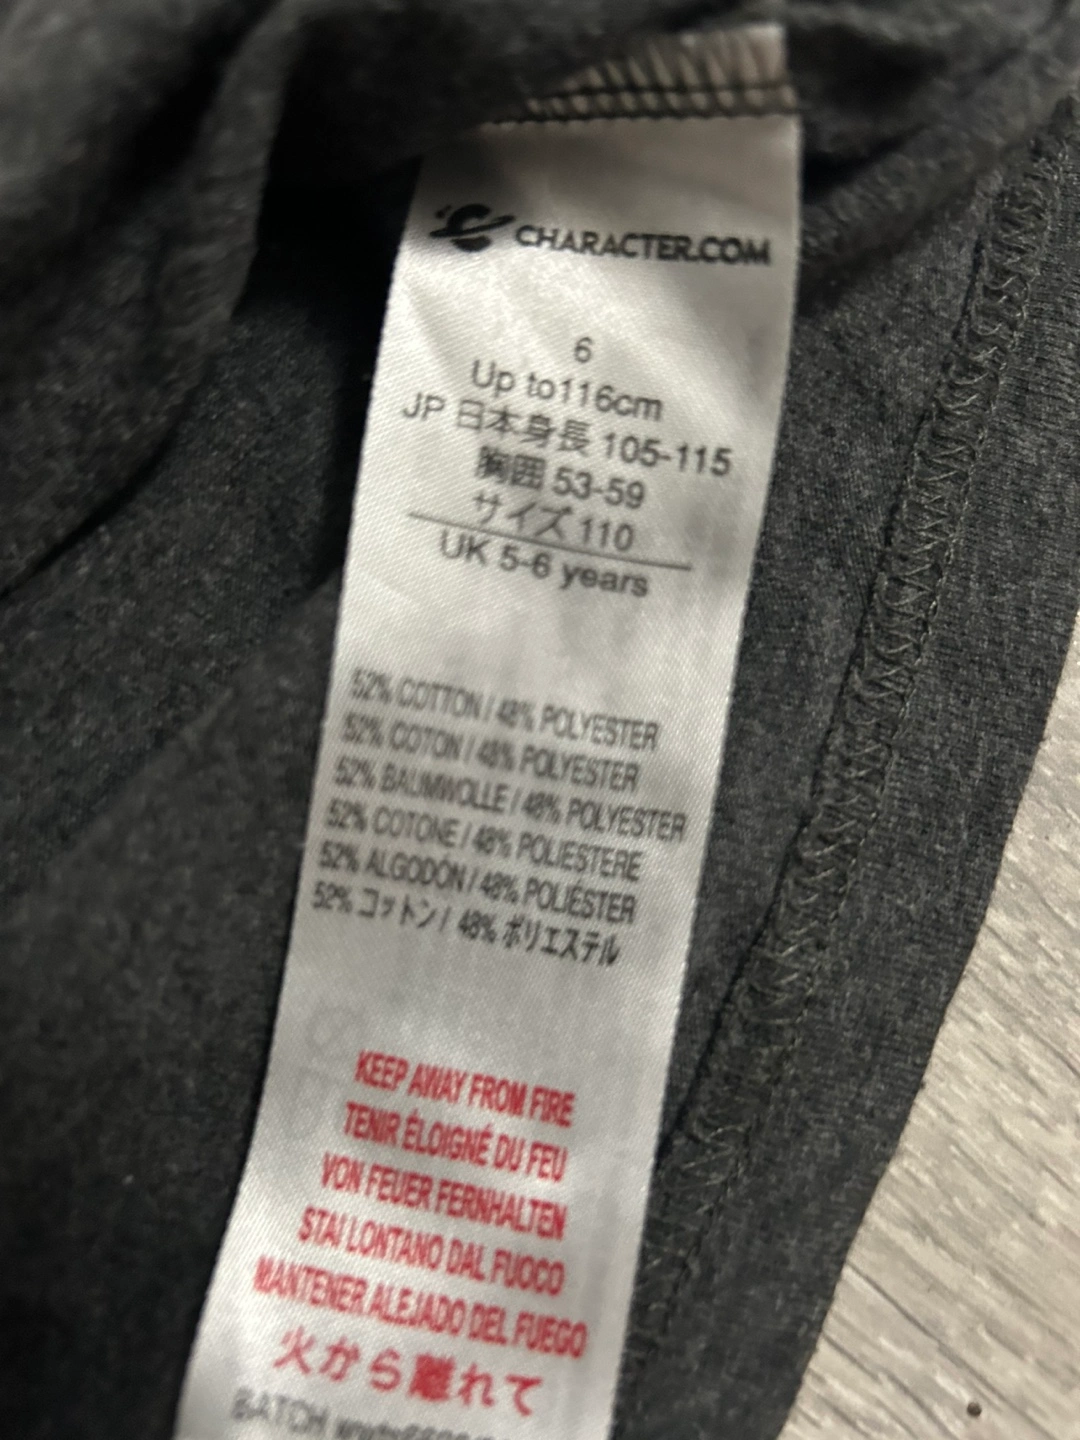 CHARACTER.COM
6
Up to116cm
JP 日本身長 105-115
胸囲 53-59
サイズ 110
UK 5-6 years
52% COTTON / 48% POLYESTER
52% COTON / 48% POLYESTER
52% BAUMWOLLE / 48% POLYESTER
52% COTONE / 48% POLIESTERE
52% ALGODÓN / 48% POLIÉSTER
52% コットン / 48% ポリエステル
KEEP AWAY FROM FIRE
TENIR ÉLOIGNÉ DU FEU
VON FEUER FERNHALTEN
STAI LONTANO DAL FUOCO
MANTENER ALEJADO DEL FUEGO
火から離れて
BATCH